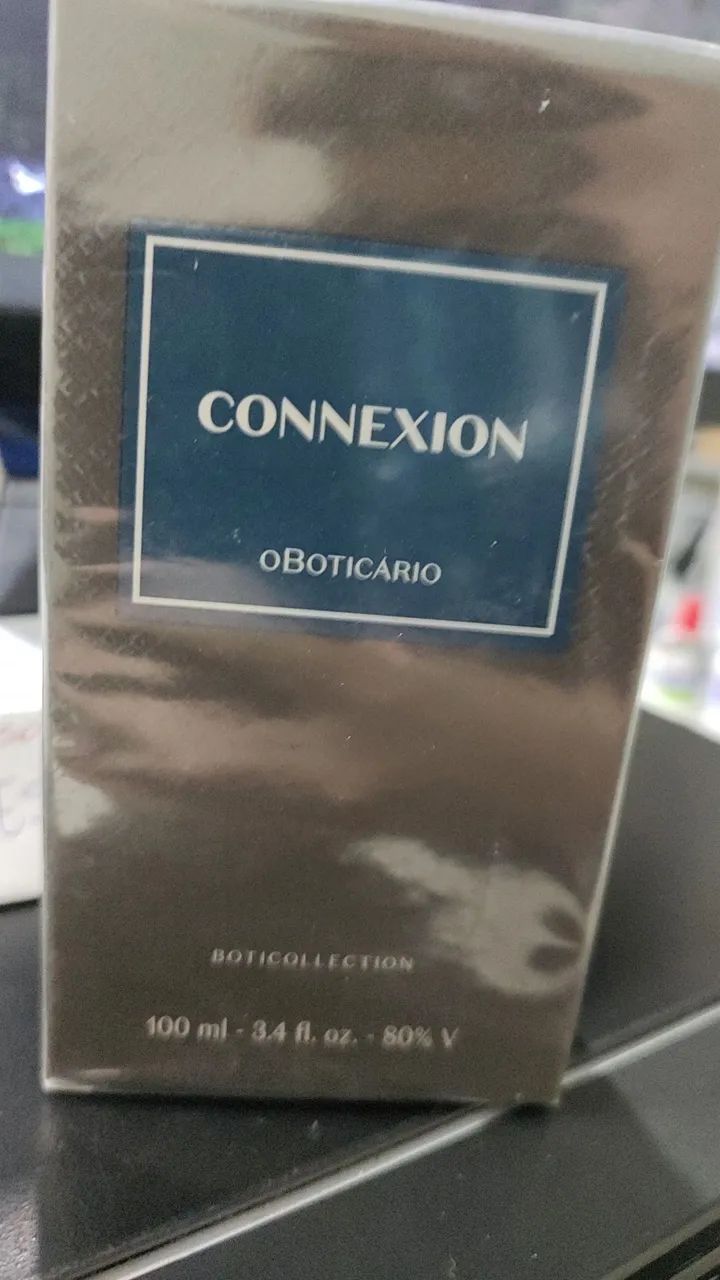 CONNEXION
oBOTICÁRIO
BOTICOLLECTION
100 ml - 3.4 fl. oz. - 80% V